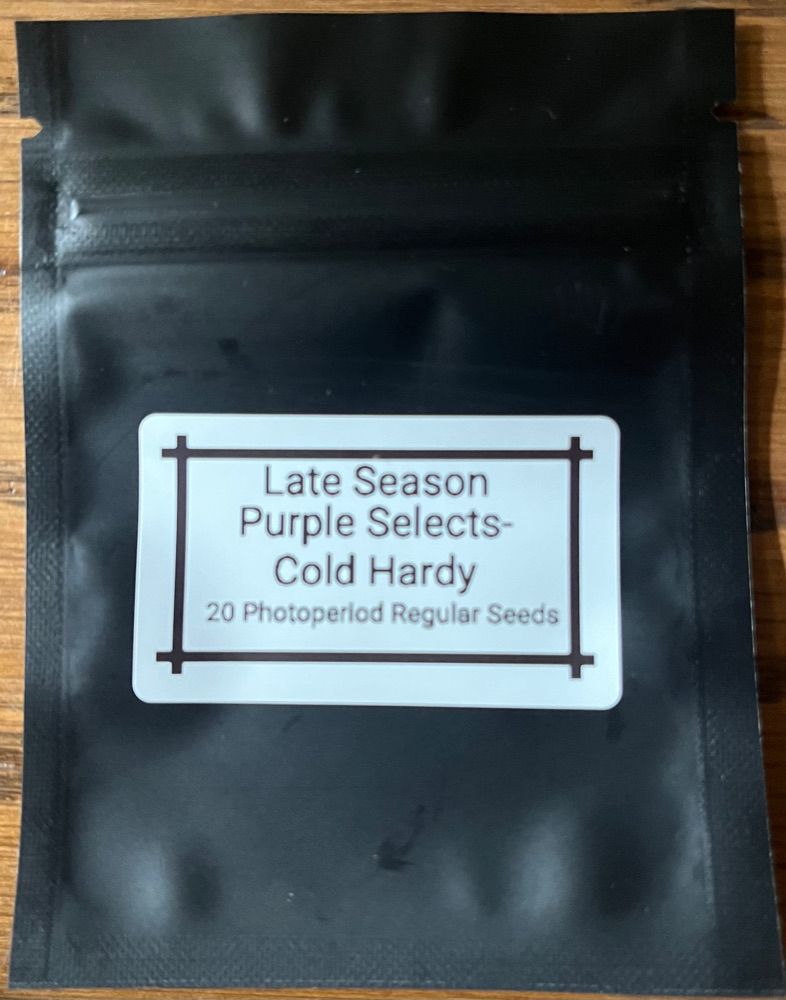 Late Season
Purple Selects-
Cold Hardy
20 Photoperiod Regular Seeds